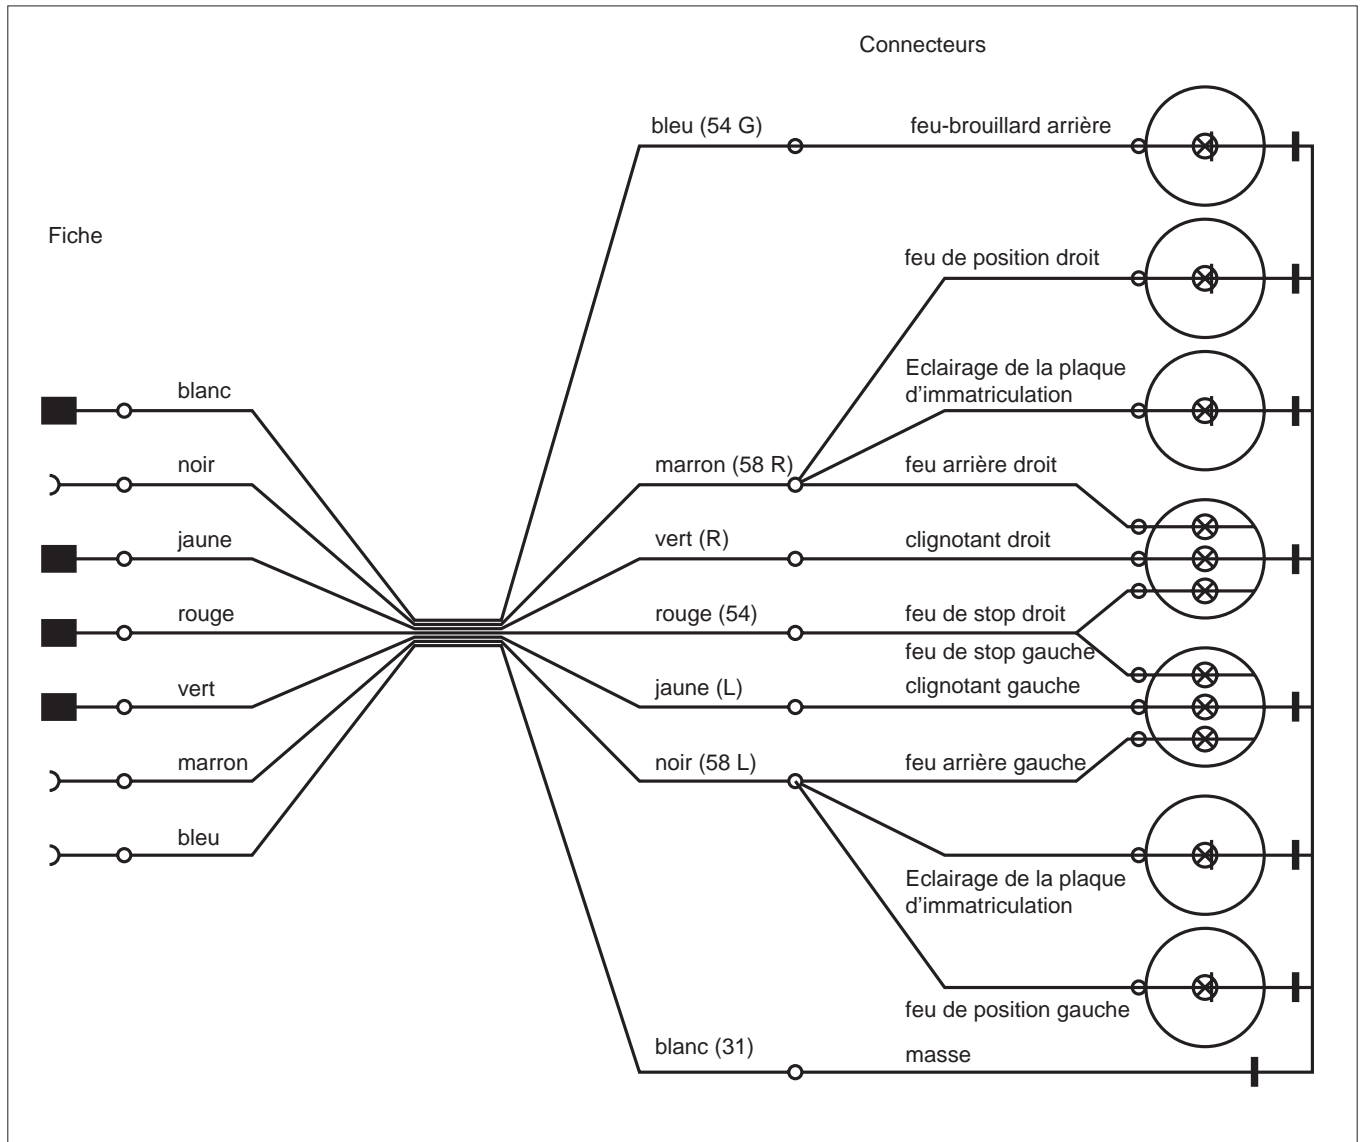 Connecteurs
bleu (54 G)
feu-brouillard arrière
Fiche
feu de position droit
Eclairage de la plaque
d'immatriculation
blanc
noir
marron (58 R)
feu arrière droit
jaune
vert (R)
clignotant droit
rouge
rouge (54)
feu de stop droit
feu de stop gauche
vert
jaune (L)
clignotant gauche
marron
noir (58 L)
feu arrière gauche
bleu
Eclairage de la plaque
d'immatriculation
feu de position gauche
blanc (31)
masse